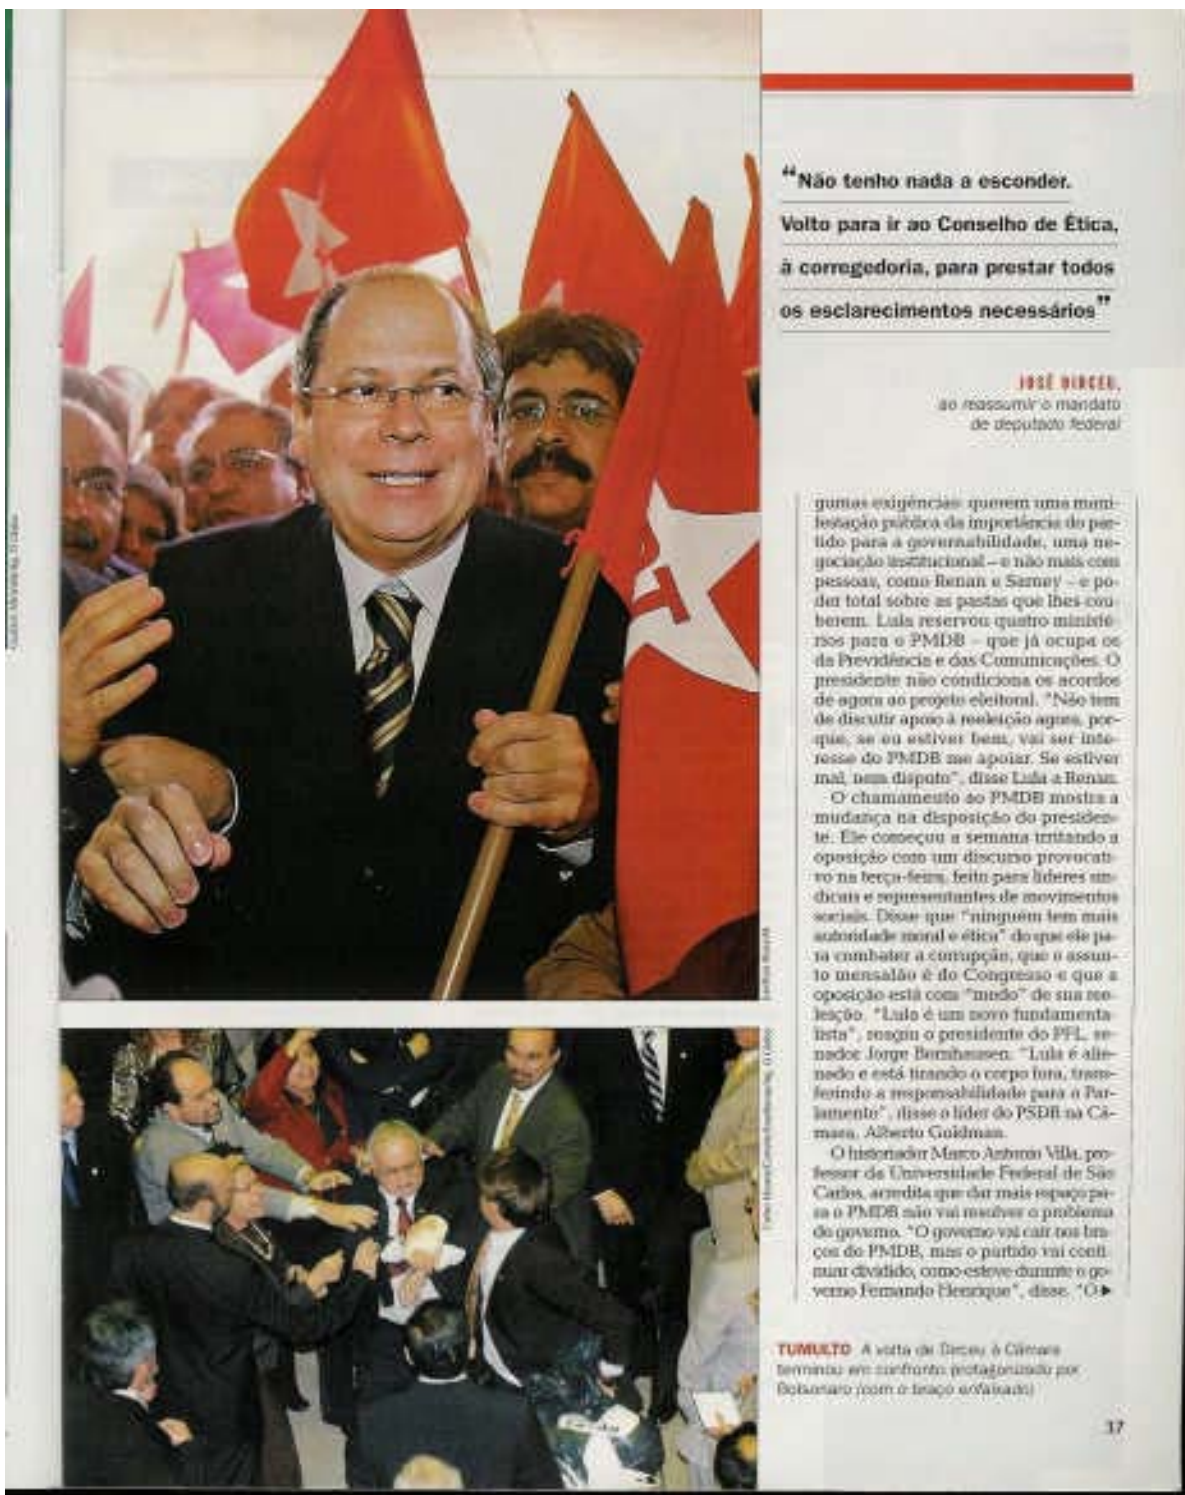 “Não tenho nada a esconder.
Volto para ir ao Conselho de Ética,
à corregedoria, para prestar todos
os esclarecimentos necessários”
JOSÉ DIRCEU,
ao reassumir o mandato
de deputado federal
gumas exigências: querem uma mani-
festação pública da importância do par-
tido para a governabilidade, uma ne-
gociação institucional – e não mais com
pessoas, como Renan e Sarney – e po-
der total sobre as pastas que lhes cou-
berem. Lula reservou quatro ministé-
rios para o PMDB – que já ocupa os
da Previdência e das Comunicações. O
presidente não condiciona os acordos
de agora ao projeto eleitoral. “Não tem
de discutir apoio à reeleição agora, por-
que, se eu estiver bem, vai ser inte-
resse do PMDB me apoiar. Se estiver
mal, nem disputo”, disse Lula a Renan.
O chamamento ao PMDB mostra a
mudança na disposição do presiden-
te. Ele começou a semana irritando a
oposição com um discurso provocati-
vo na terça-feira, feito para líderes sin-
dicais e representantes de movimentos
sociais. Disse que “ninguém tem mais
autoridade moral e ética” do que ele pa-
ra combater a corrupção, que o assun-
to mensalão é do Congresso e que a
oposição está com “medo” de sua ree-
leição. “Lula é um novo fundamenta-
lista”, reagiu o presidente do PFL, se-
nador Jorge Bornhausen. “Lula é alie-
nado e está tirando o corpo fora, trans-
ferindo a responsabilidade para o Par-
lamento”, disse o líder do PSDB na Câ-
mara, Alberto Goldman.
O historiador Marco Antonio Villa, pro-
fessor da Universidade Federal de São
Carlos, acredita que dar mais espaço pa-
ra o PMDB não vai resolver o problema
do governo. “O governo vai cair nos bra-
ços do PMDB, mas o partido vai conti-
nuar dividido, como esteve durante o go-
verno Fernando Henrique”, disse. “O▶
TUMULTO A volta de Dirceu à Câmara
terminou em confronto protagonizado por
Bolsonaro (com o braço enfaixado)
37